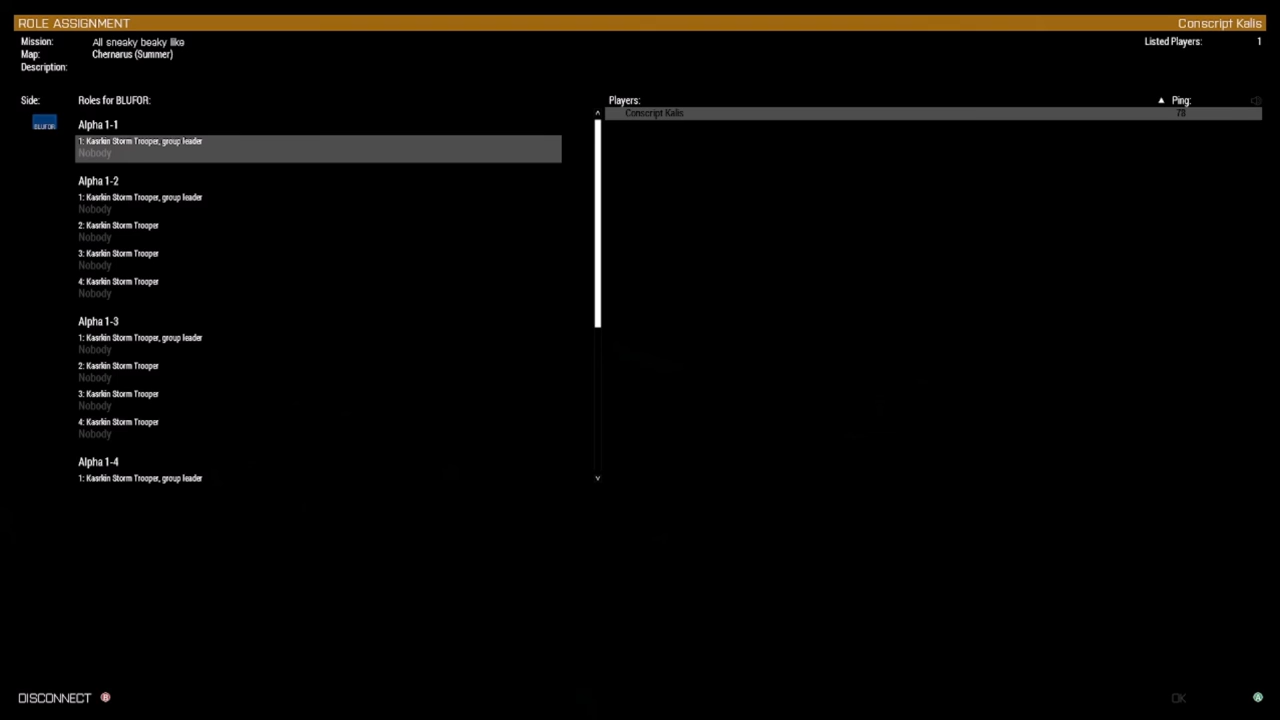 ROLE ASSIGNMENT
Conscript Kalis
Mission: All sneaky beaky like
Listed Players: 1
Map: Chernarus (Summer)
Description:
Side: Roles for BLUFOR:
Players: ▲ Ping:
BLUFOR
Conscript Kalis 78
Alpha 1-1
1: Kasrkin Storm Trooper, group leader
Nobody
Alpha 1-2
1: Kasrkin Storm Trooper, group leader
Nobody
2: Kasrkin Storm Trooper
Nobody
3: Kasrkin Storm Trooper
Nobody
4: Kasrkin Storm Trooper
Nobody
Alpha 1-3
1: Kasrkin Storm Trooper, group leader
Nobody
2: Kasrkin Storm Trooper
Nobody
3: Kasrkin Storm Trooper
Nobody
4: Kasrkin Storm Trooper
Nobody
Alpha 1-4
1: Kasrkin Storm Trooper, group leader
DISCONNECT B
OK A